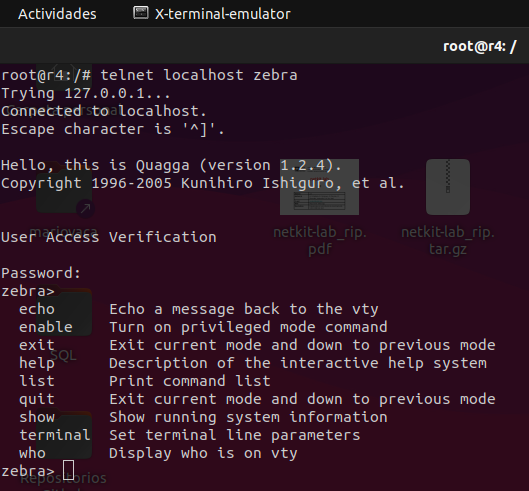 Actividades
X-terminal-emulator
root@r4: /
root@r4:/# telnet localhost zebra
Trying 127.0.0.1...
Connected to localhost.
Escape character is '^]'.
Hello, this is Quagga (version 1.2.4).
Copyright 1996-2005 Kunihiro Ishiguro, et al.
netkit-lab_rip.
pdf
netkit-lab_rip.
tar.gz
User Access Verification
Password:
zebra>
  echo      Echo a message back to the vty
  enable    Turn on privileged mode command
  exit      Exit current mode and down to previous mode
  help      Description of the interactive help system
  list      Print command list
  quit      Exit current mode and down to previous mode
  show      Show running system information
  terminal  Set terminal line parameters
  who       Display who is on vty
zebra>
SQL
Repositorios